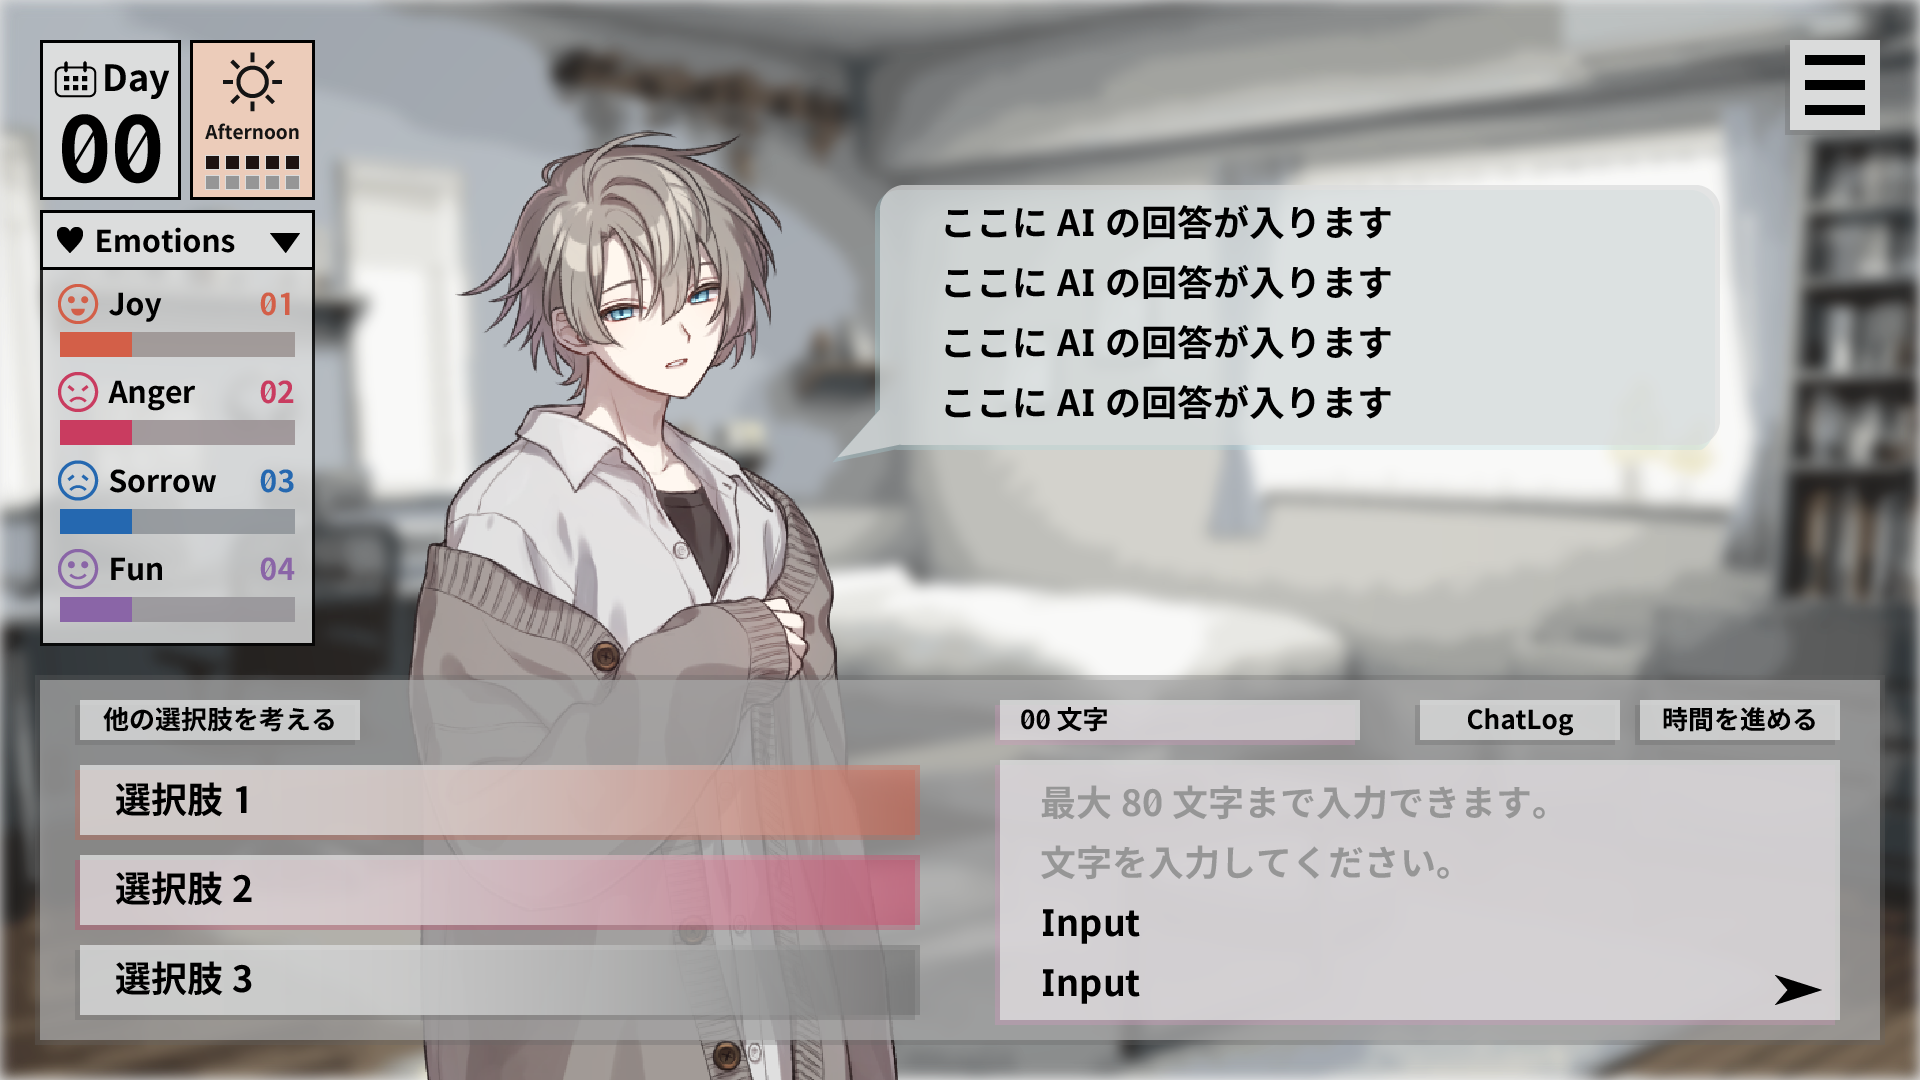 Day
00
Afternoon
Emotions
Joy 01
Anger 02
Sorrow 03
Fun 04
ここに AI の回答が入ります
ここに AI の回答が入ります
ここに AI の回答が入ります
ここに AI の回答が入ります
他の選択肢を考える
選択肢 1
選択肢 2
選択肢 3
00 文字
ChatLog
時間を進める
最大 80 文字まで入力できます。
文字を入力してください。
Input
Input